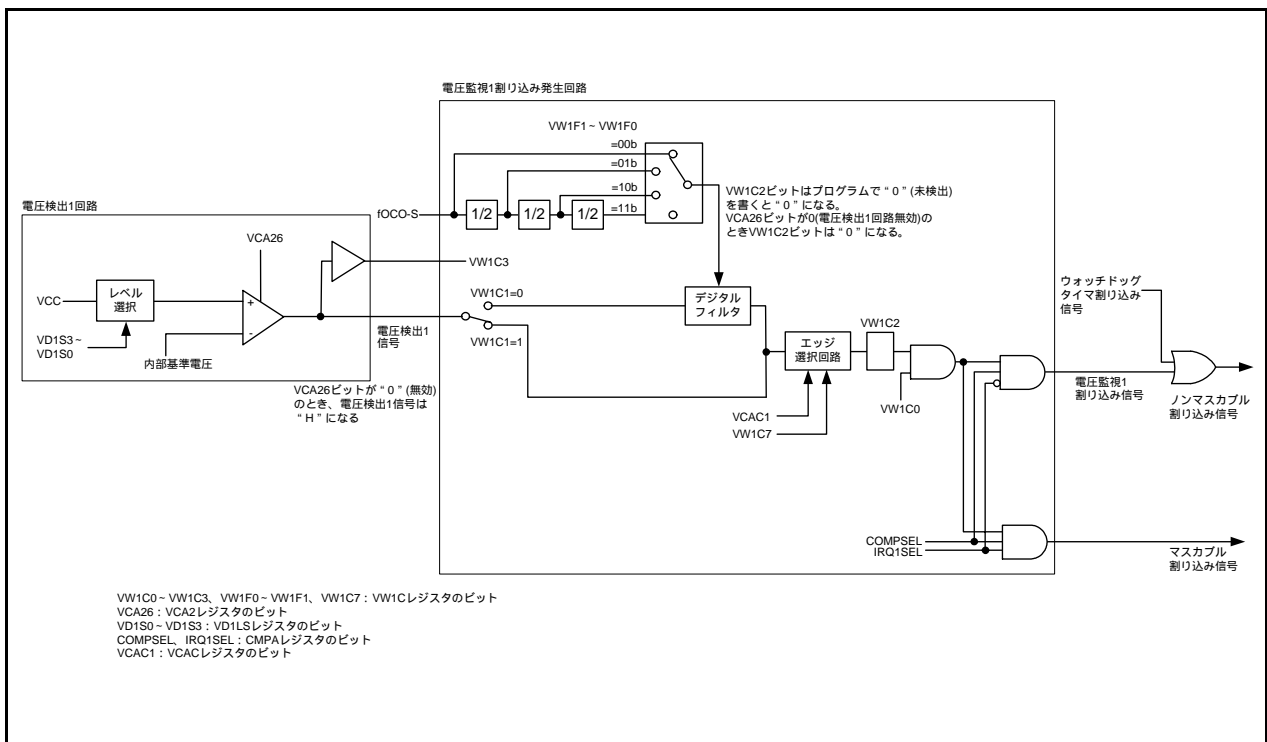 電圧監視1割り込み発生回路
VW1F1～VW1F0
=00b
=01b
=10b
=11b
fOCO-S
1/2
1/2
1/2
VW1C2ビットはプログラムで“0”(未検出)
を書くと“0”になる。
VCA26ビットが0(電圧検出1回路無効)の
ときVW1C2ビットは“0”になる。
電圧検出1回路
VCA26
VCC
レベル
選択
+
-
VD1S3～
VD1S0
内部基準電圧
VW1C3
VW1C1=0
VW1C1=1
電圧検出1
信号
デジタル
フィルタ
VCA26ビットが“0”(無効)
のとき、電圧検出1信号は
“H”になる
エッジ
選択回路
VW1C2
VCAC1
VW1C7
VW1C0
ウォッチドッグ
タイマ割り込み
信号
電圧監視1
割り込み信号
ノンマスカブル
割り込み信号
COMPSEL
IRQ1SEL
マスカブル
割り込み信号
VW1C0～VW1C3、VW1F0～VW1F1、VW1C7：VW1Cレジスタのビット
VCA26：VCA2レジスタのビット
VD1S0～VD1S3：VD1LSレジスタのビット
COMPSEL、IRQ1SEL：CMPAレジスタのビット
VCAC1：VCACレジスタのビット